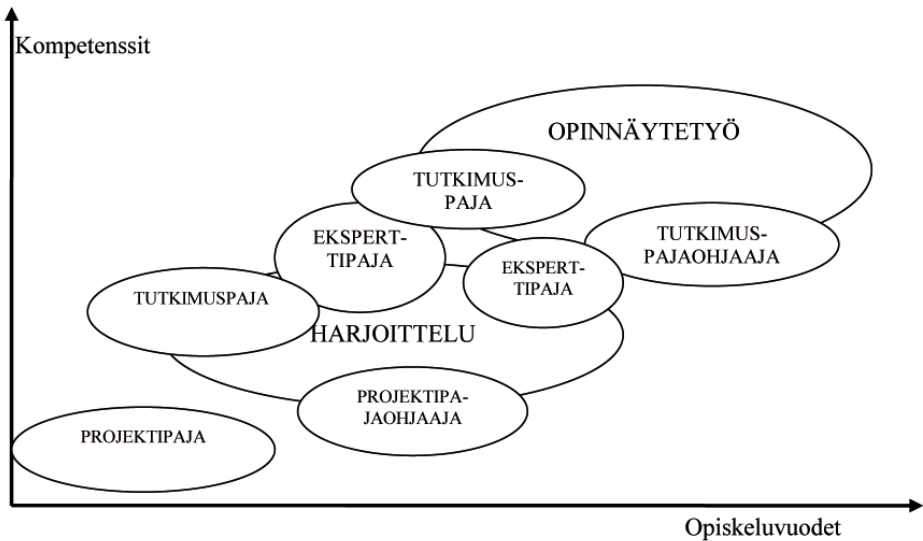 Kompetenssit
OPINNÄYTETYÖ
TUTKIMUS-
PAJA
EKSPERT-
TIPAJA
TUTKIMUS-
PAJAOHJAAJA
EKSPERT-
TIPAJA
TUTKIMUSPAJA
HARJOITTELU
PROJEKTIPA-
JAOHJAAJA
PROJEKTIPAJA
Opiskeluvuodet